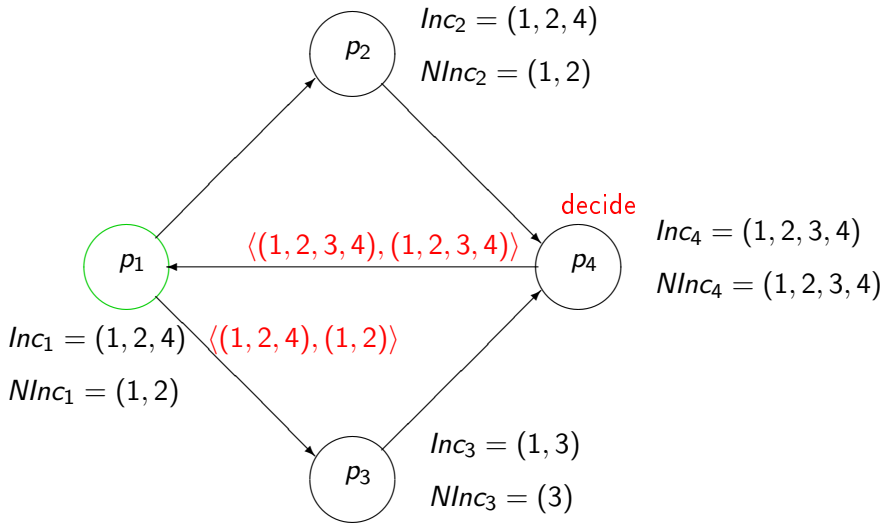 Inc₂ = (1, 2, 4)
p₂
NInc₂ = (1, 2)
decide
Inc₄ = (1, 2, 3, 4)
⟨(1, 2, 3, 4), (1, 2, 3, 4)⟩
p₁
p₄
NInc₄ = (1, 2, 3, 4)
Inc₁ = (1, 2, 4)
⟨(1, 2, 4), (1, 2)⟩
NInc₁ = (1, 2)
Inc₃ = (1, 3)
p₃
NInc₃ = (3)